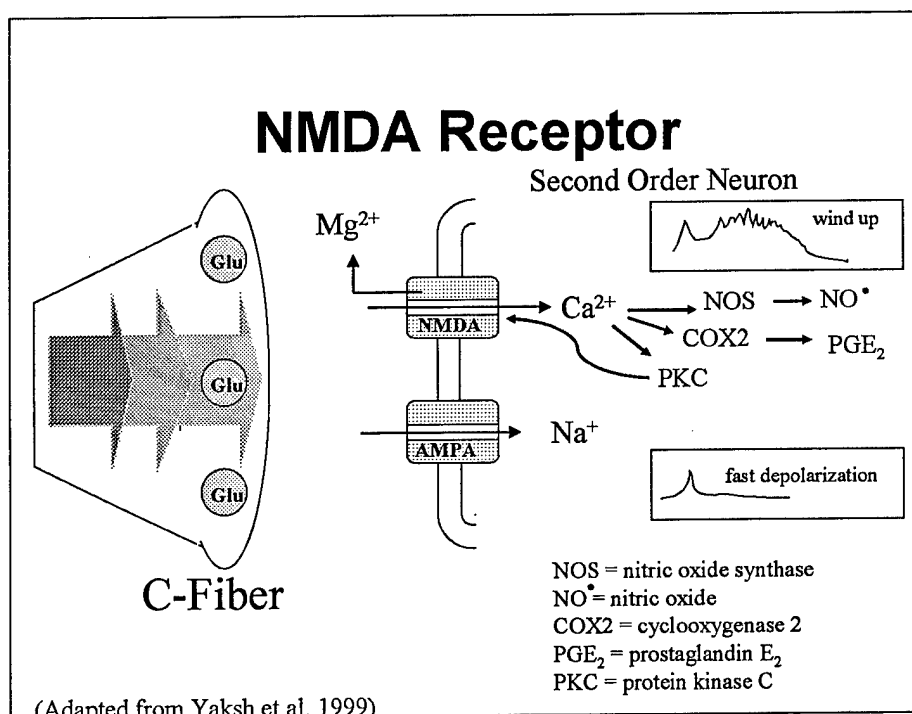 NMDA Receptor
Second Order Neuron
Mg²⁺
wind up
Glu
NMDA
Ca²⁺
NOS
NO•
COX2
PGE₂
PKC
Glu
AMPA
Na⁺
Glu
fast depolarization
C-Fiber
NOS = nitric oxide synthase
NO•= nitric oxide
COX2 = cyclooxygenase 2
PGE₂ = prostaglandin E₂
PKC = protein kinase C
(Adapted from Yaksh et al. 1999)